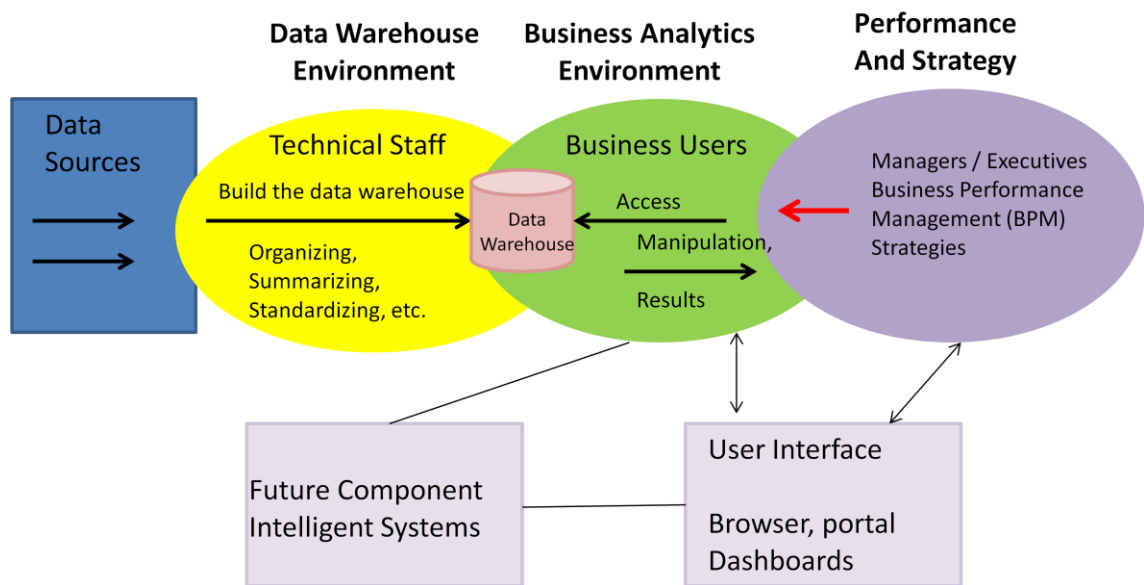 Data Warehouse
Environment
Business Analytics
Environment
Performance
And Strategy
Data
Sources
Technical Staff
Build the data warehouse
Organizing,
Summarizing,
Standardizing, etc.
Data
Warehouse
Business Users
Access
Manipulation,
Results
Managers / Executives
Business Performance
Management (BPM)
Strategies
Future Component
Intelligent Systems
User Interface
Browser, portal
Dashboards